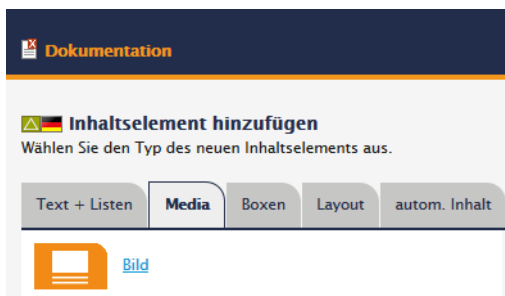 Dokumentation
Inhaltselement hinzufügen
Wählen Sie den Typ des neuen Inhaltselements aus.
Text + Listen Media Boxen Layout autom. Inhalt
Bild